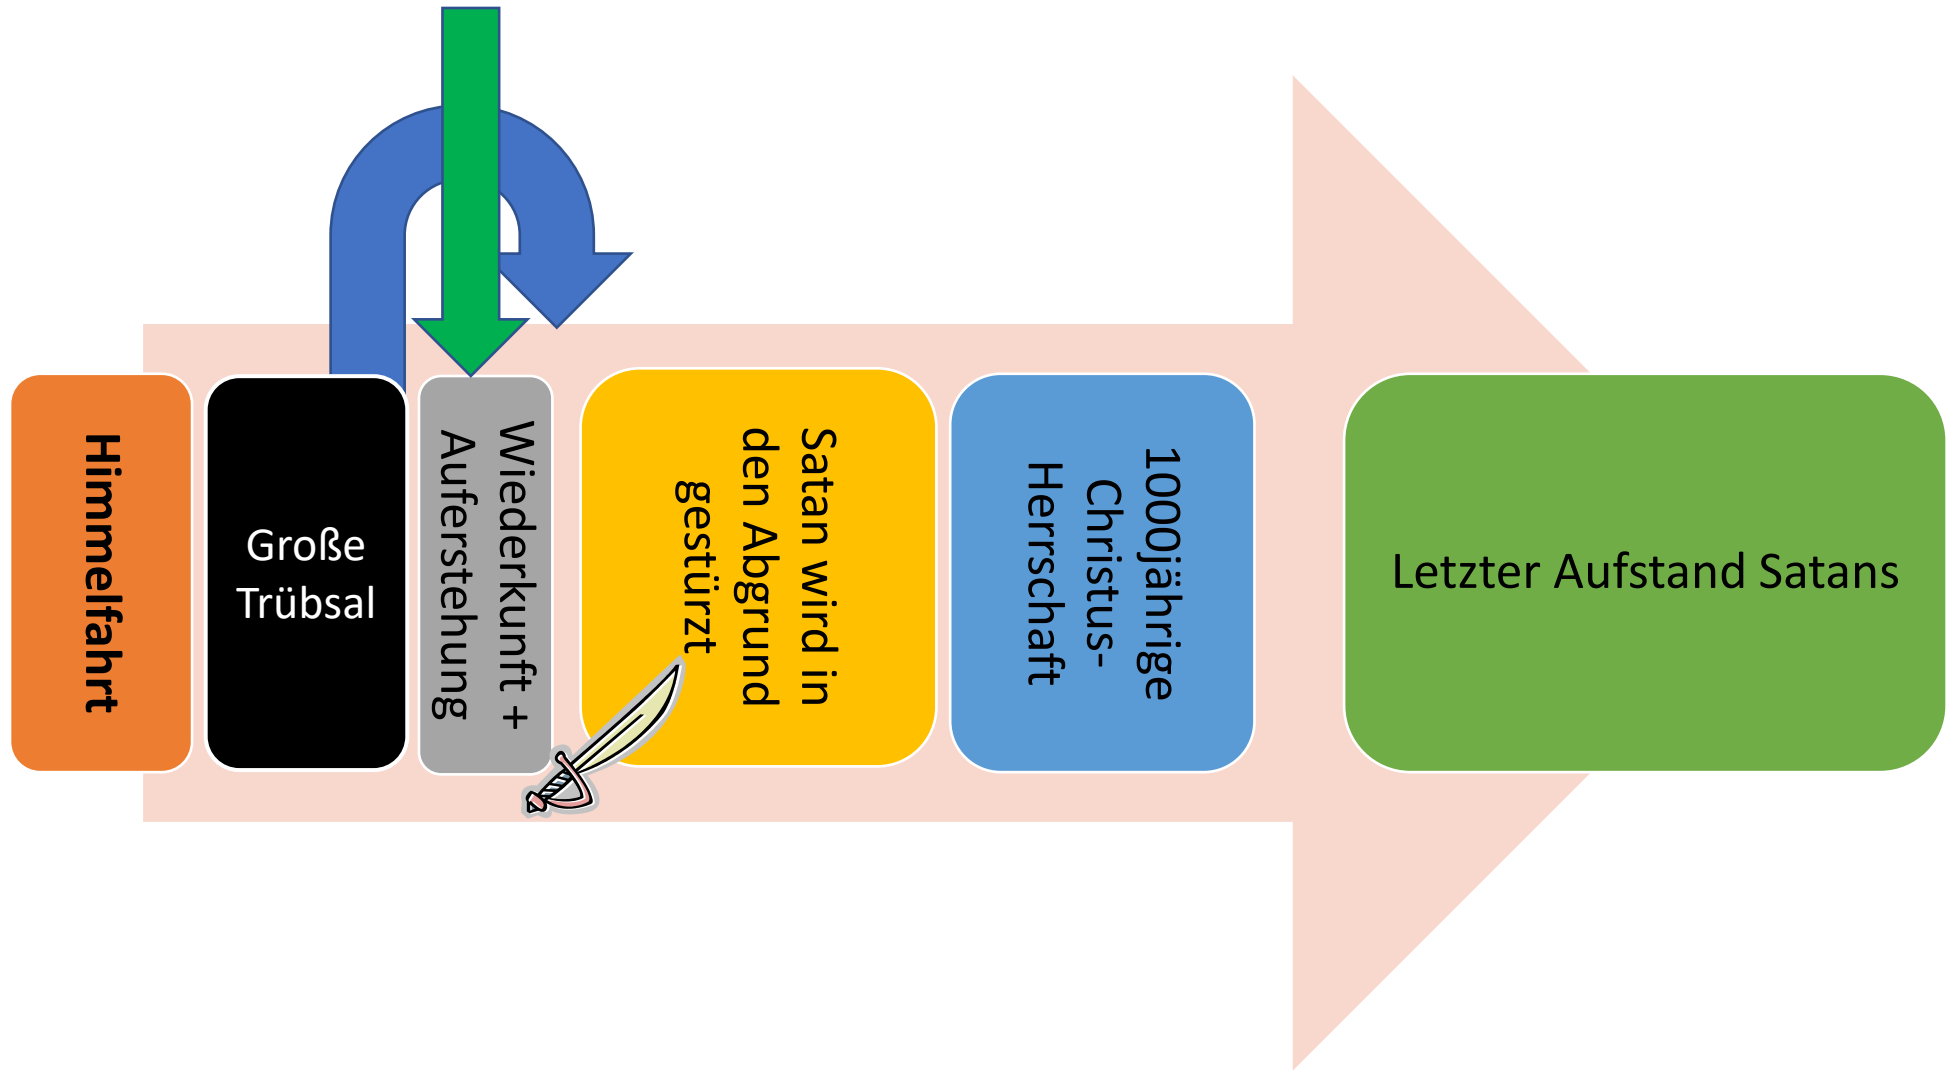 Himmelfahrt
Große
Trübsal
Wiederkunft +
Auferstehung
Satan wird in
den Abgrund
gestürzt
1000jährige
Christus-
Herrschaft
Letzter Aufstand Satans